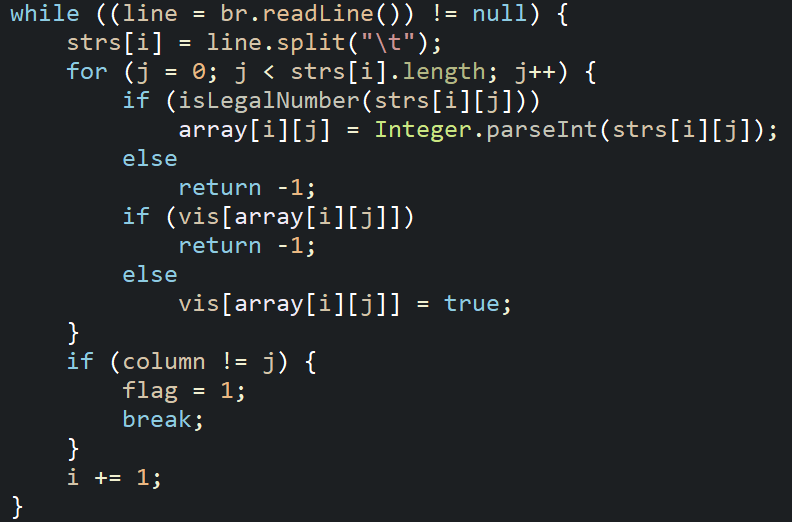 while ((line = br.readLine()) != null) {
    strs[i] = line.split("\t");
    for (j = 0; j < strs[i].length; j++) {
        if (isLegalNumber(strs[i][j]))
            array[i][j] = Integer.parseInt(strs[i][j]);
        else
            return -1;
        if (vis[array[i][j]])
            return -1;
        else
            vis[array[i][j]] = true;
    }
    if (column != j) {
        flag = 1;
        break;
    }
    i += 1;
}